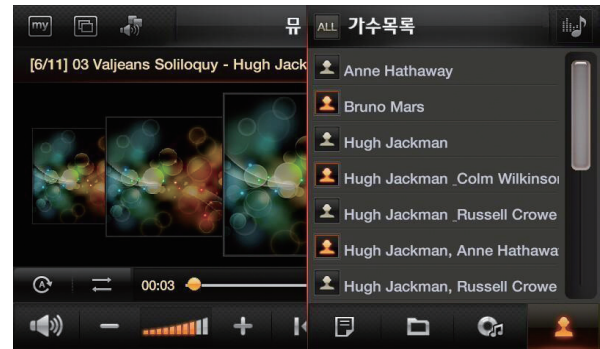 my
뮤
ALL 가수목록
[6/11] 03 Valjeans Soliloquy - Hugh Jack
Anne Hathaway
Bruno Mars
Hugh Jackman
Hugh Jackman _Colm Wilkinson
Hugh Jackman _Russell Crowe
Hugh Jackman, Anne Hathawa
Hugh Jackman, Russell Crowe
A
00:03